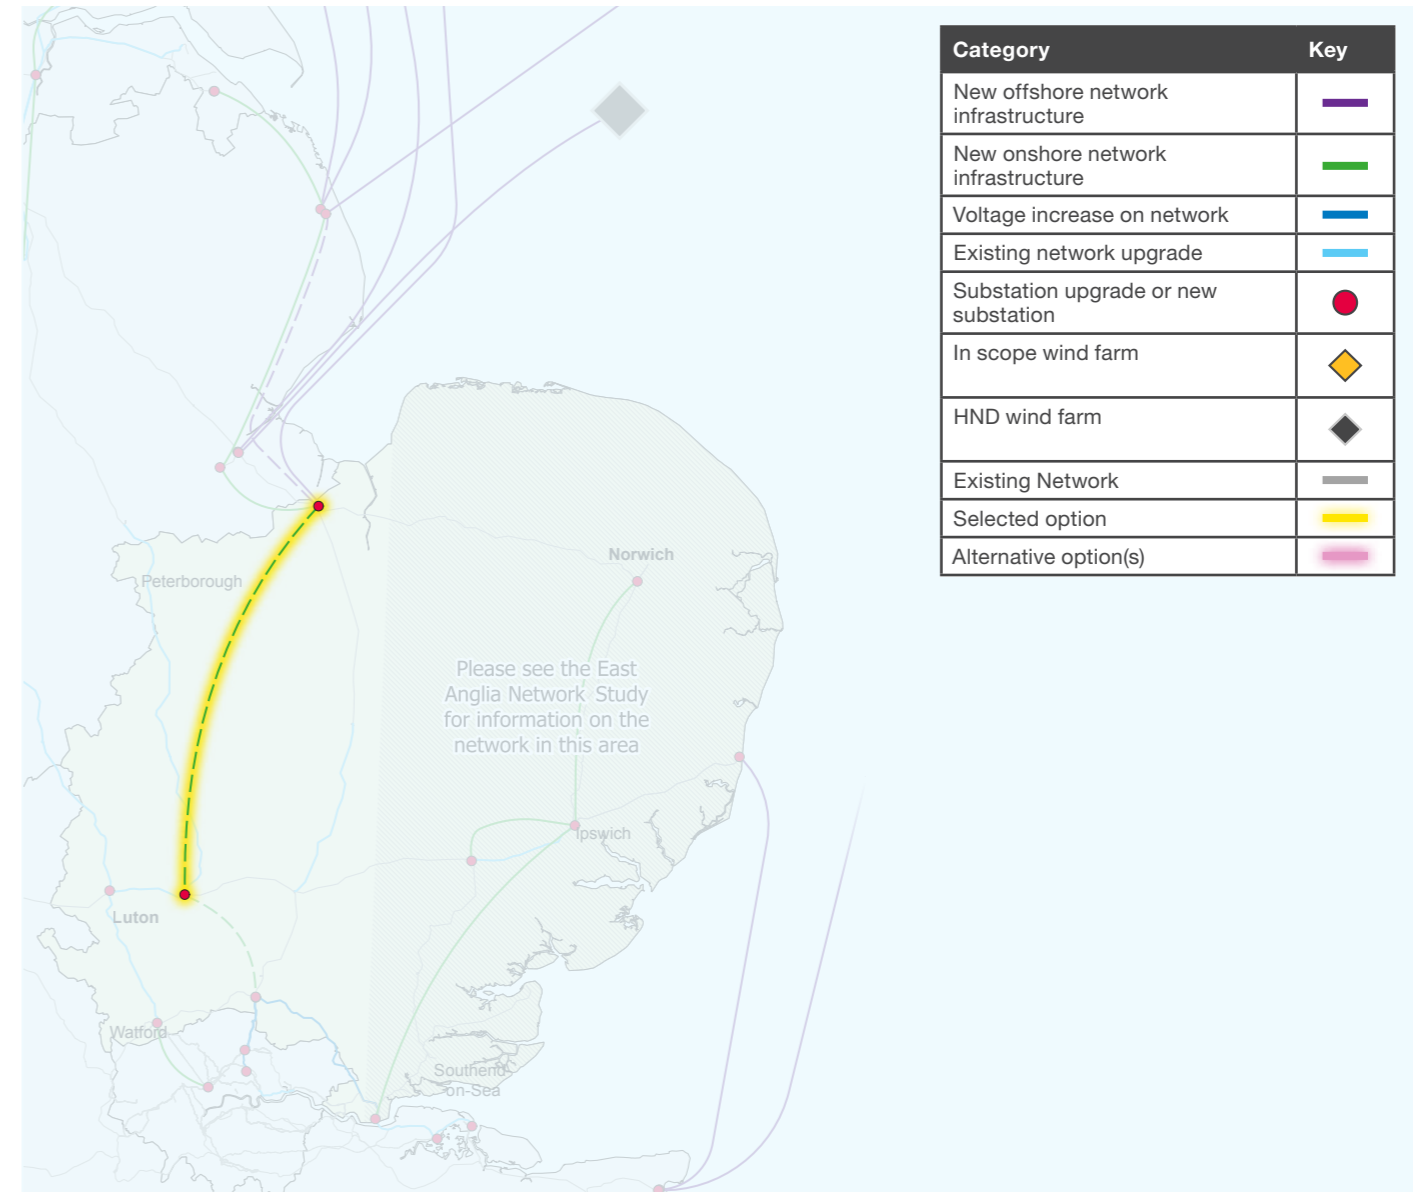 Category Key
New offshore network
infrastructure
New onshore network
infrastructure
Voltage increase on network
Existing network upgrade
Substation upgrade or new
substation
In scope wind farm
HND wind farm
Existing Network
Selected option
Alternative option(s)
Norwich
Peterborough
Please see the East
Anglia Network Study
for information on the
network in this area
Ipswich
Luton
Watford
Southend-
on-Sea